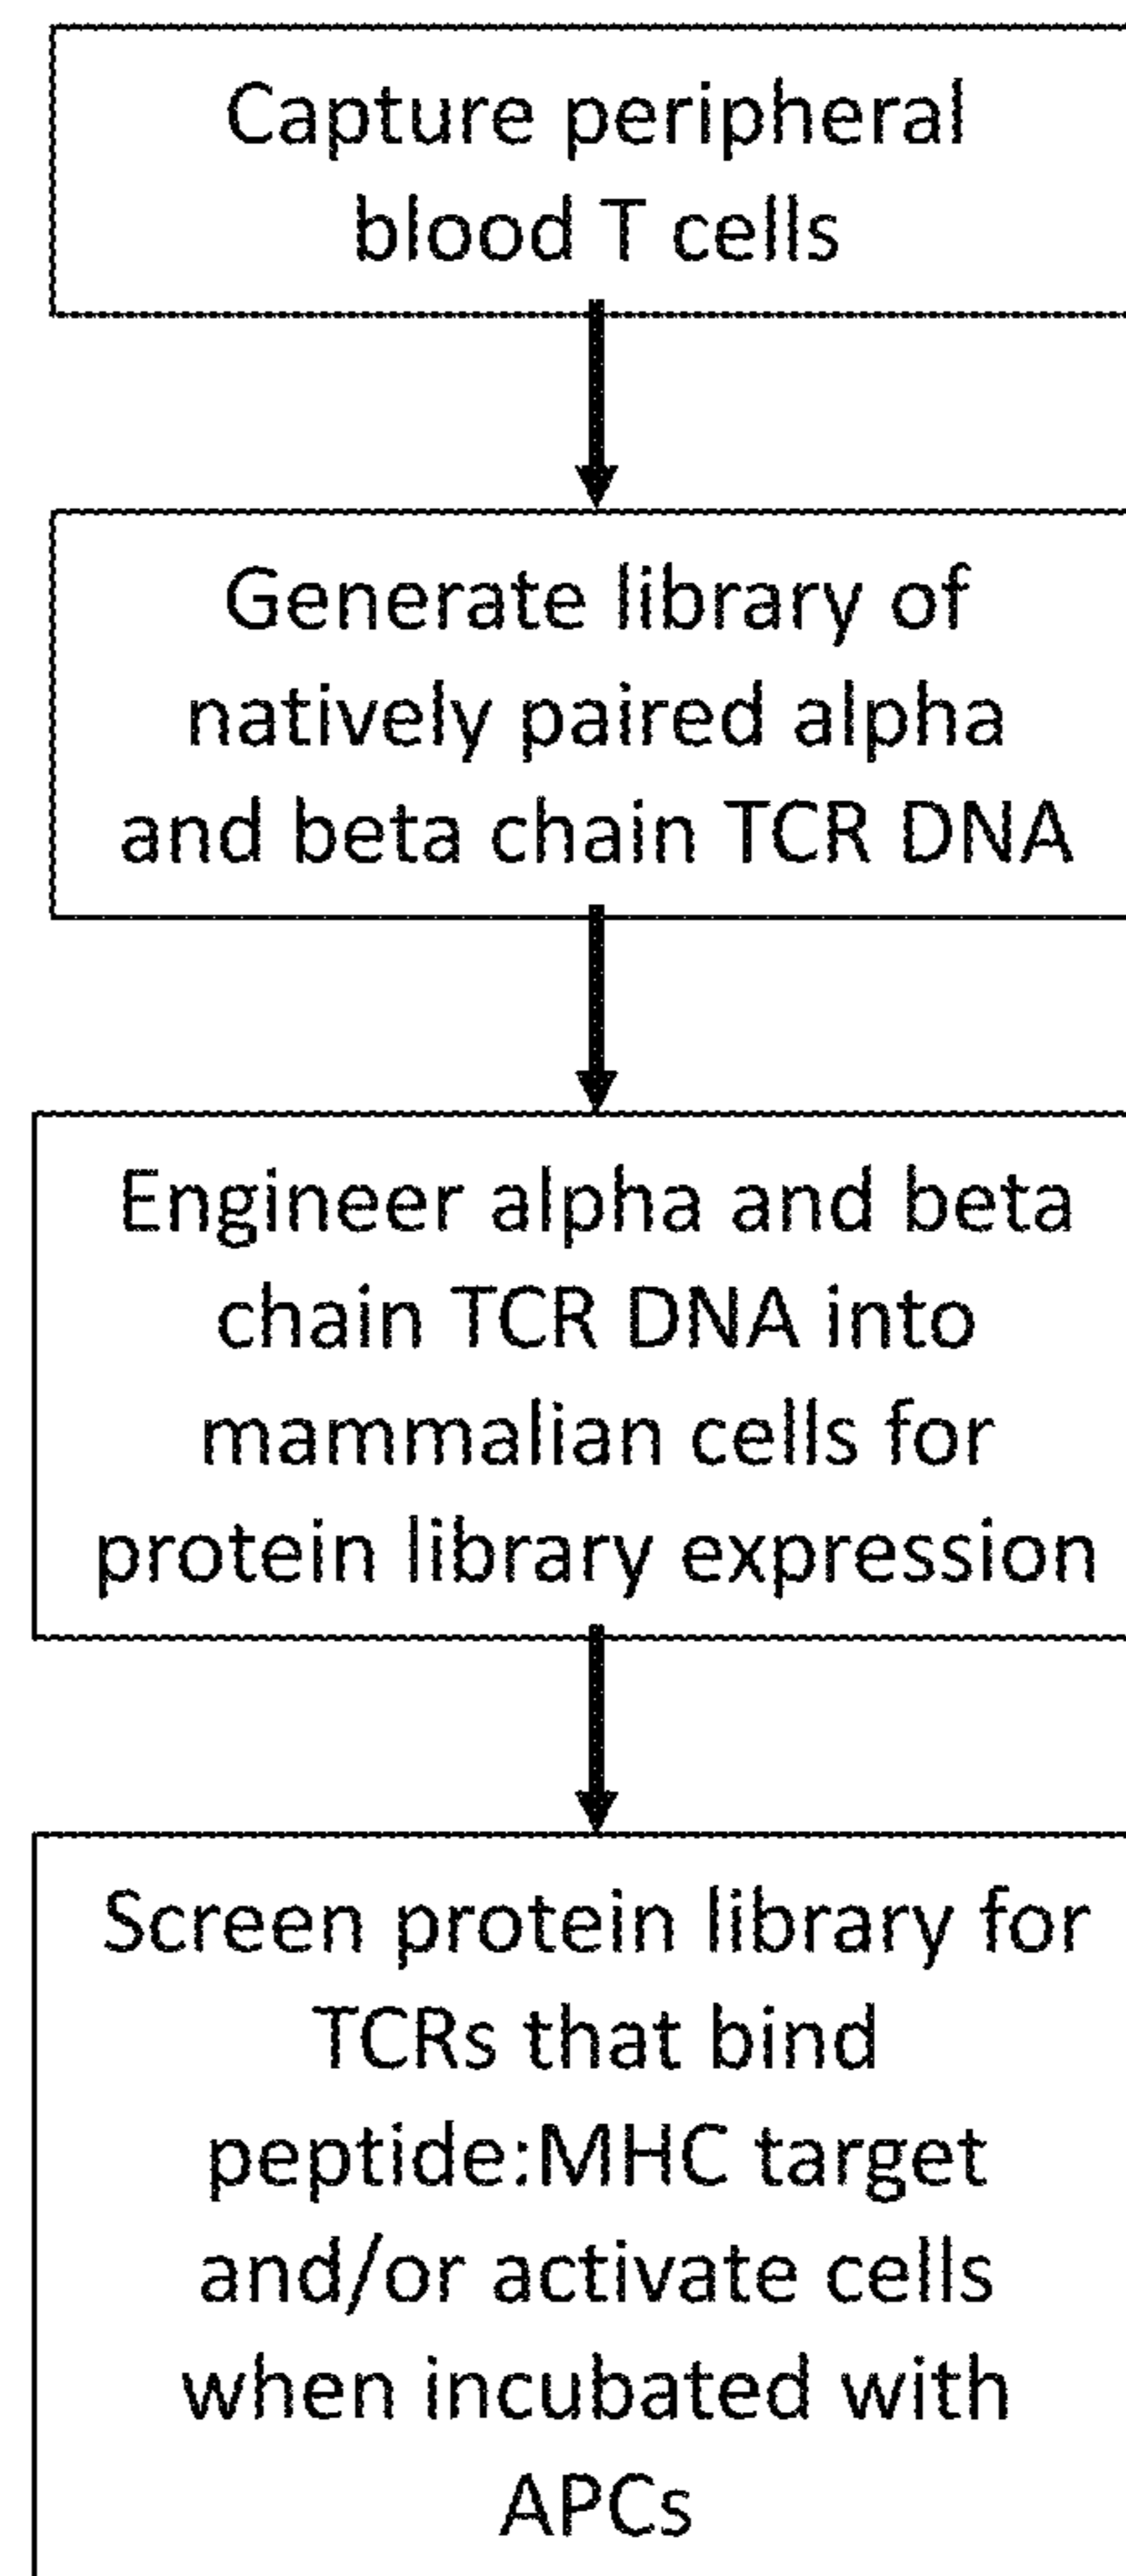 Capture peripheral
blood T cells
Generate library of
natively paired alpha
and beta chain TCR DNA
Engineer alpha and beta
chain TCR DNA into
mammalian cells for
protein library expression
Screen protein library for
TCRs that bind
peptide:MHC target
and/or activate cells
when incubated with
APCs